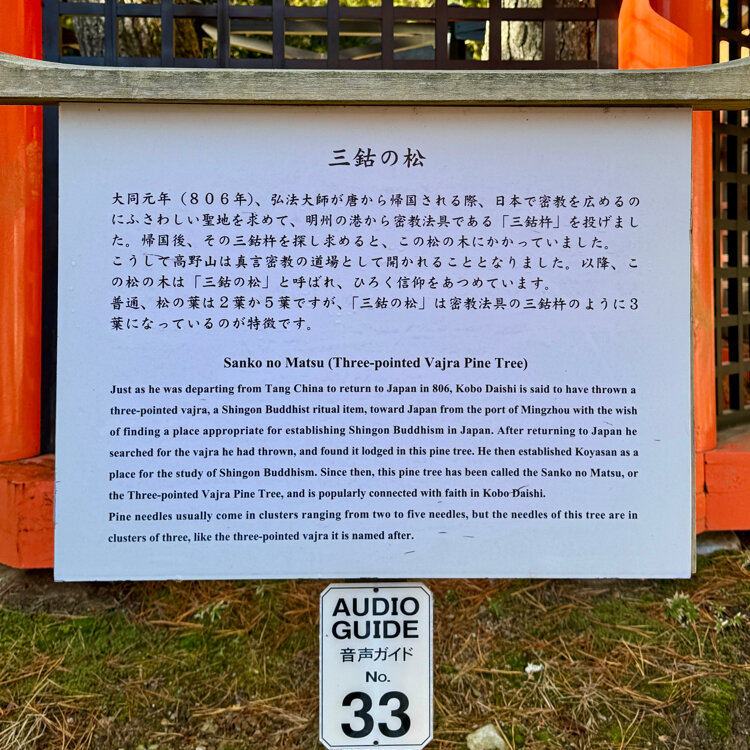 三鈷の松
大同元年（８０６年）、弘法大師が唐から帰国される際、日本で密教を広めるの
にふさわしい聖地を求めて、明州の港から密教法具である「三鈷杵」を投げまし
た。帰国後、その三鈷杵を探し求めると、この松の木にかかっていました。
こうして高野山は真言密教の道場として開かれることとなりました。以降、こ
の松の木は「三鈷の松」と呼ばれ、ひろく信仰をあつめています。
普通、松の葉は２葉か５葉ですが、「三鈷の松」は密教法具の三鈷杵のように３
葉になっているのが特徴です。
Sanko no Matsu (Three-pointed Vajra Pine Tree)
Just as he was departing from Tang China to return to Japan in 806, Kobo Daishi is said to have thrown a
three-pointed vajra, a Shingon Buddhist ritual item, toward Japan from the port of Mingzhou with the wish
of finding a place appropriate for establishing Shingon Buddhism in Japan. After returning to Japan he
searched for the vajra he had thrown, and found it lodged in this pine tree. He then established Koyasan as a
place for the study of Shingon Buddhism. Since then, this pine tree has been called the Sanko no Matsu, or
the Three-pointed Vajra Pine Tree, and is popularly connected with faith in Kobo Daishi.
Pine needles usually come in clusters ranging from two to five needles, but the needles of this tree are in
clusters of three, like the three-pointed vajra it is named after.
AUDIO
GUIDE
音声ガイド
No.
33